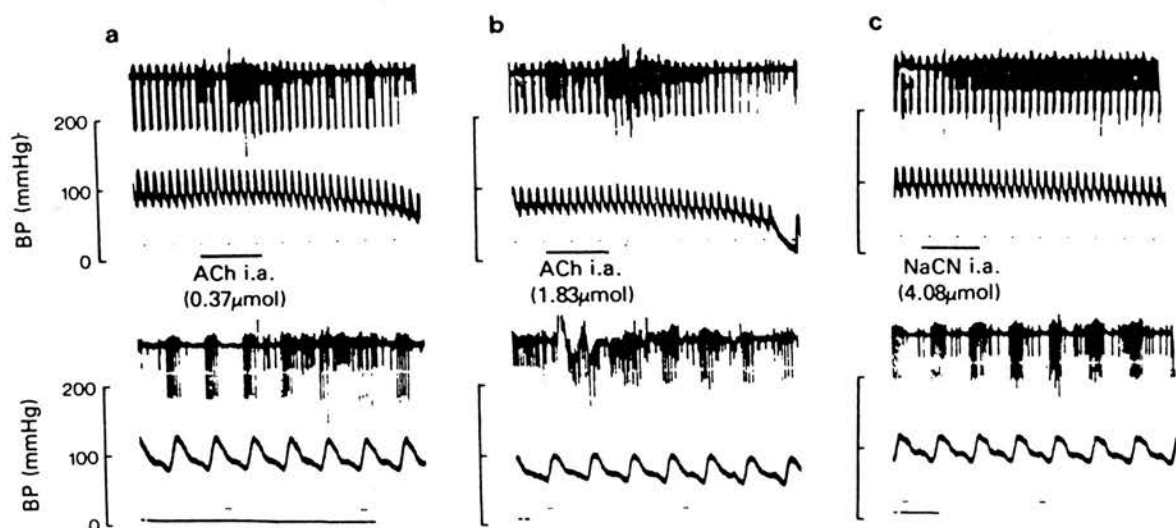 a
b
c
200
100
0
BP (mmHg)
ACh i.a.
(0.37μmol)
ACh i.a.
(1.83μmol)
NaCN i.a.
(4.08μmol)
200
100
0
BP (mmHg)